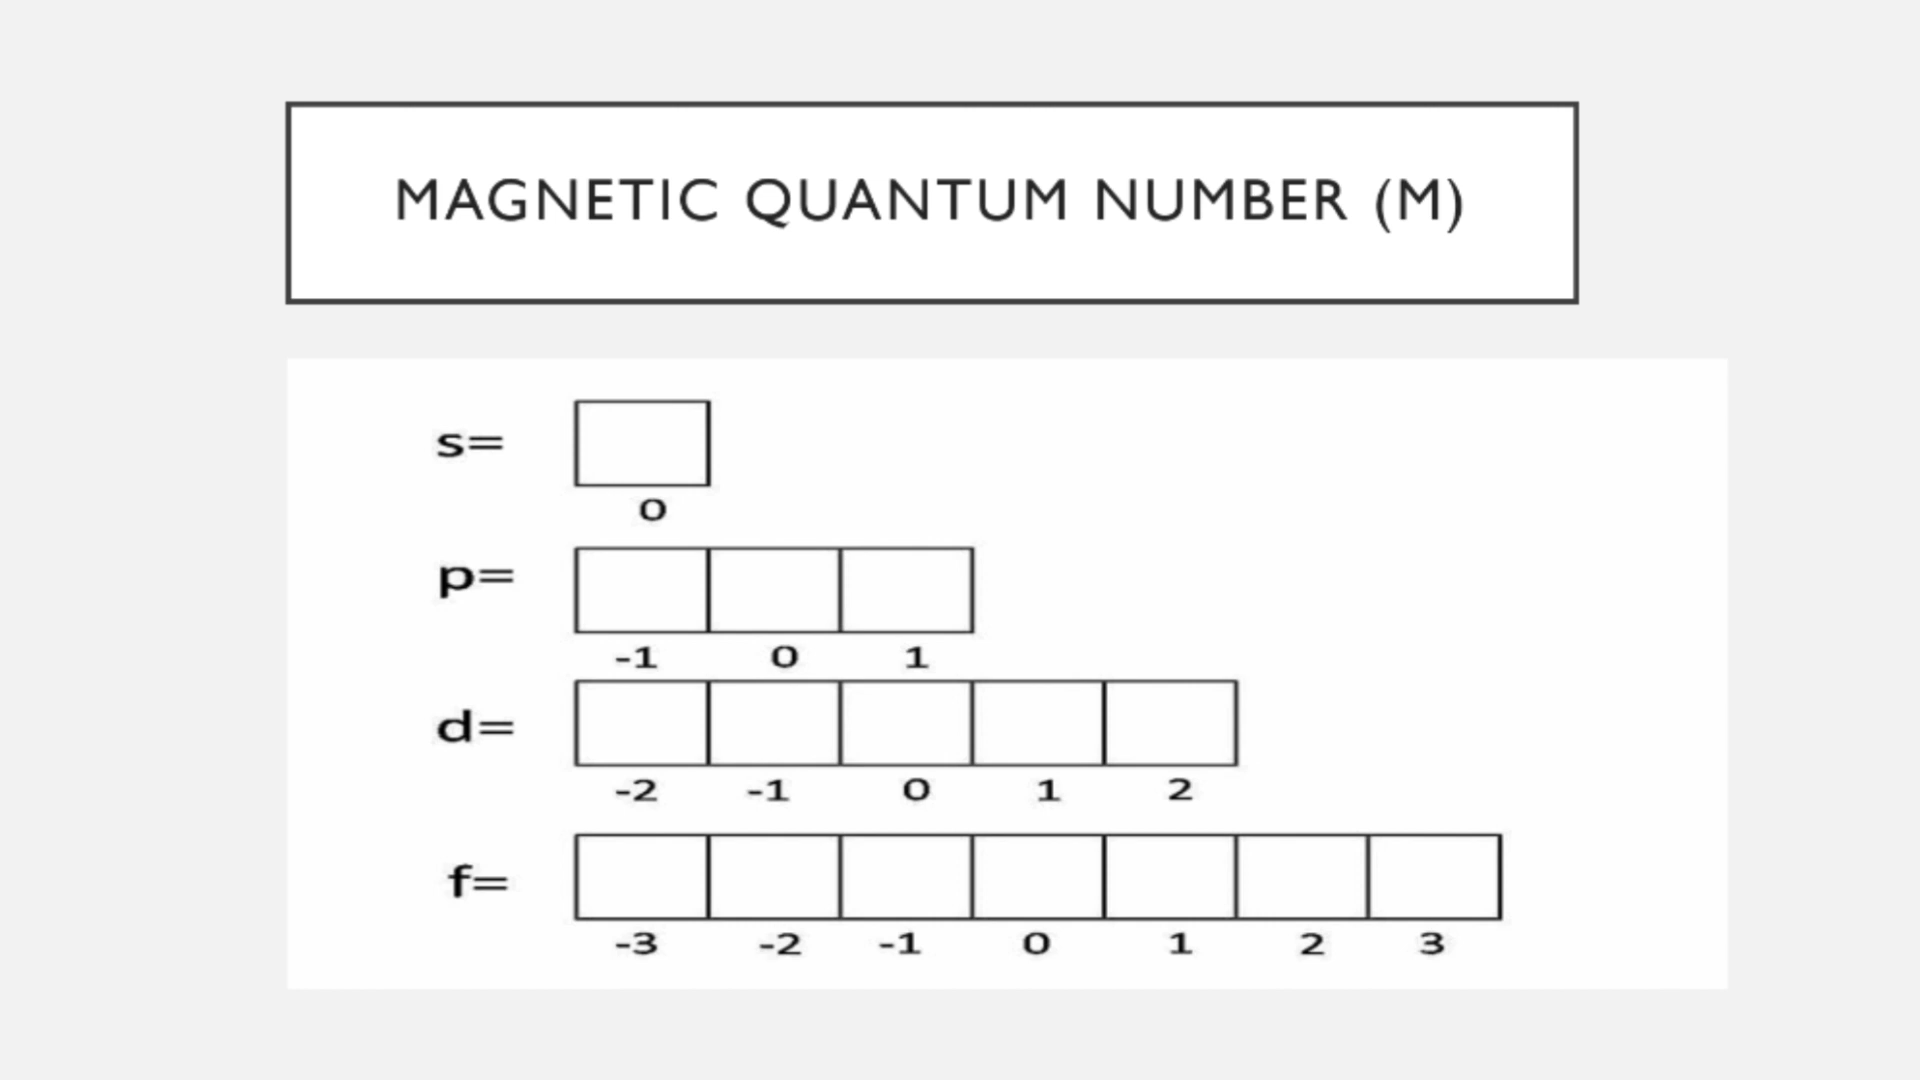 MAGNETIC QUANTUM NUMBER (M)
s=
0
p=
-1 0 1
d=
-2 -1 0 1 2
f=
-3 -2 -1 0 1 2 3